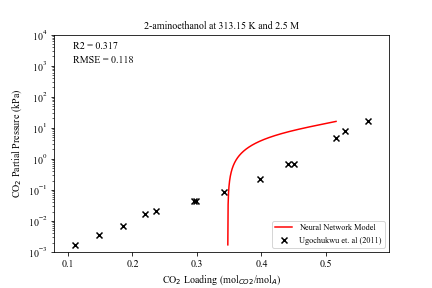 2-aminoethanol at 313.15 K and 2.5 M
R2 = 0.317
RMSE = 0.118
CO₂ Partial Pressure (kPa)
10⁴
10³
10²
10¹
10⁰
10⁻¹
10⁻²
10⁻³
0.1 0.2 0.3 0.4 0.5
CO₂ Loading (mol_CO2/mol_A)
Neural Network Model
Ugochukwu et. al (2011)